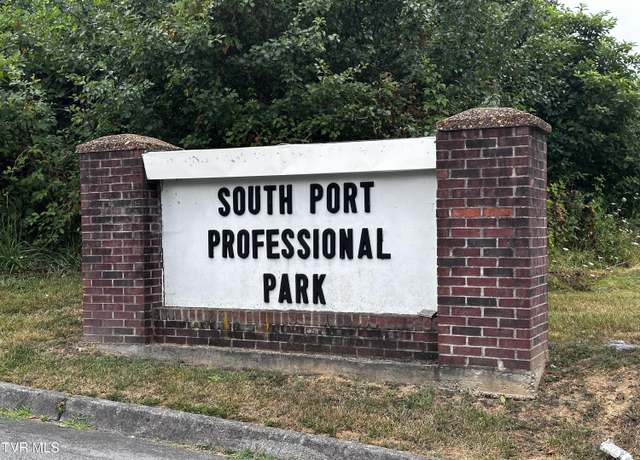 SOUTH PORT
PROFESSIONAL
PARK
TVR MLS